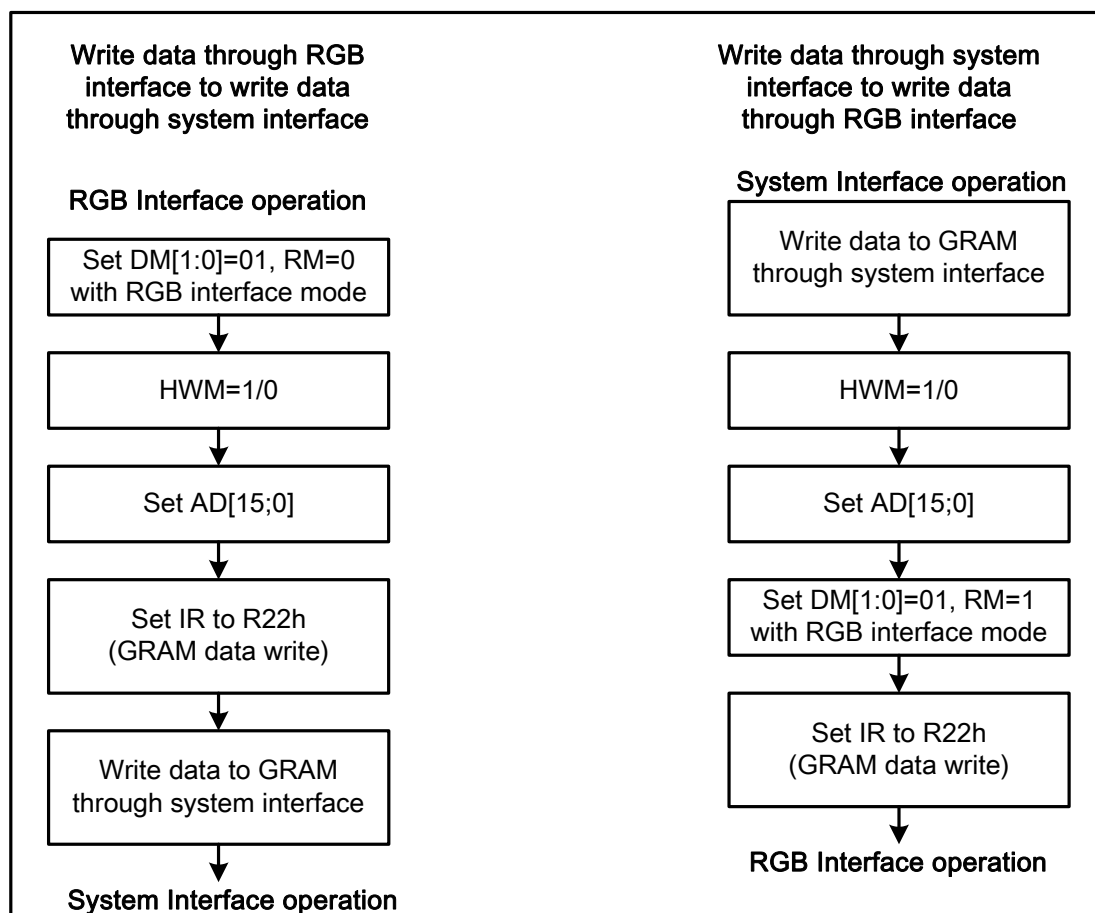 Write data through RGB
interface to write data
through system interface
RGB Interface operation
Set DM[1:0]=01, RM=0
with RGB interface mode
HWM=1/0
Set AD[15;0]
Set IR to R22h
(GRAM data write)
Write data to GRAM
through system interface
System Interface operation
Write data through system
interface to write data
through RGB interface
System Interface operation
Write data to GRAM
through system interface
HWM=1/0
Set AD[15;0]
Set DM[1:0]=01, RM=1
with RGB interface mode
Set IR to R22h
(GRAM data write)
RGB Interface operation